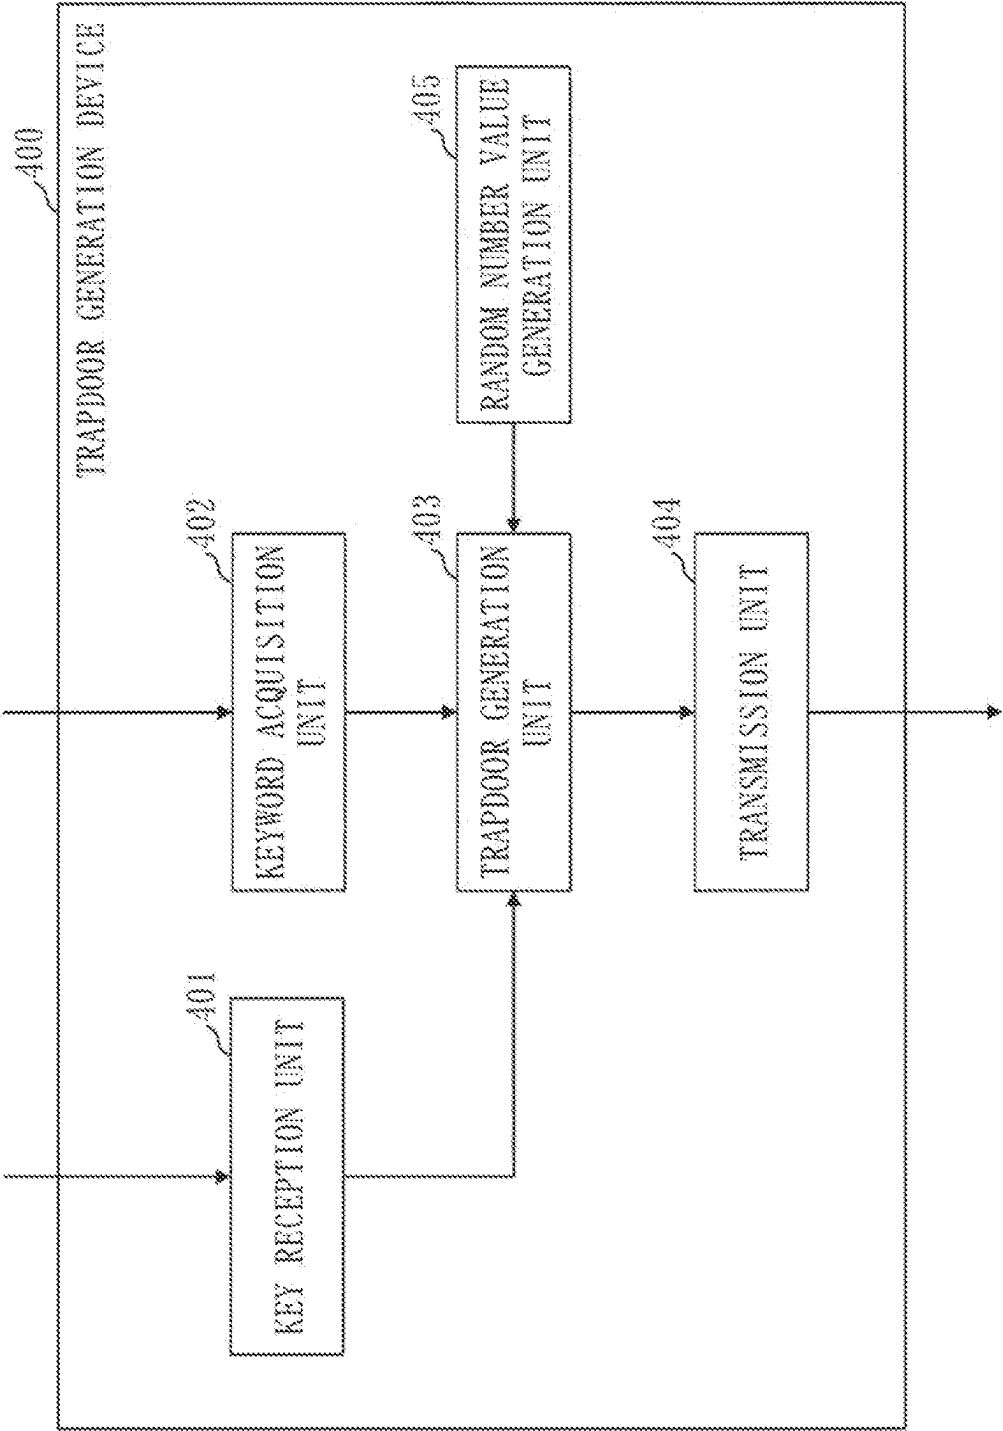 400
TRAPDOOR GENERATION DEVICE
401
KEY RECEPTION UNIT
402
KEYWORD ACQUISITION
UNIT
403
TRAPDOOR GENERATION
UNIT
405
RANDOM NUMBER VALUE
GENERATION UNIT
404
TRANSMISSION UNIT